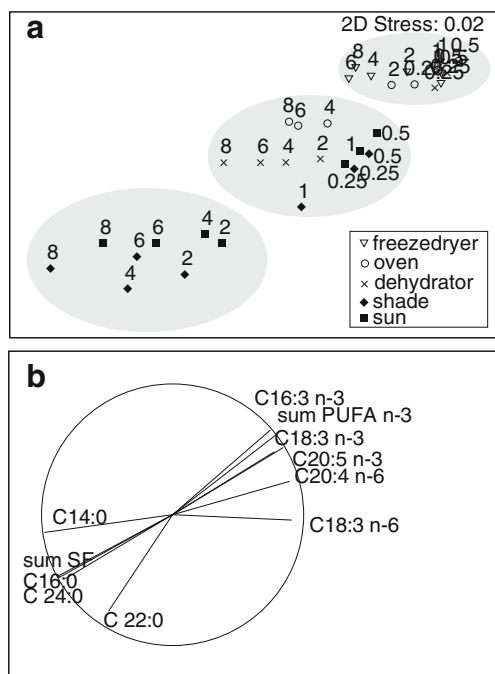 a
2D Stress: 0.02
8
6 4 2
2
8 6 4
8 6 4 2
1 0.5
0.5
0.25
0.25
1
8 6 4 2
8 6
4 2
freezedryer
oven
dehydrator
shade
sun
b
C16:3 n-3
sum PUFA n-3
C18:3 n-3
C20:5 n-3
C20:4 n-6
C18:3 n-6
C14:0
sum SF
C16:0
C 24:0
C 22:0